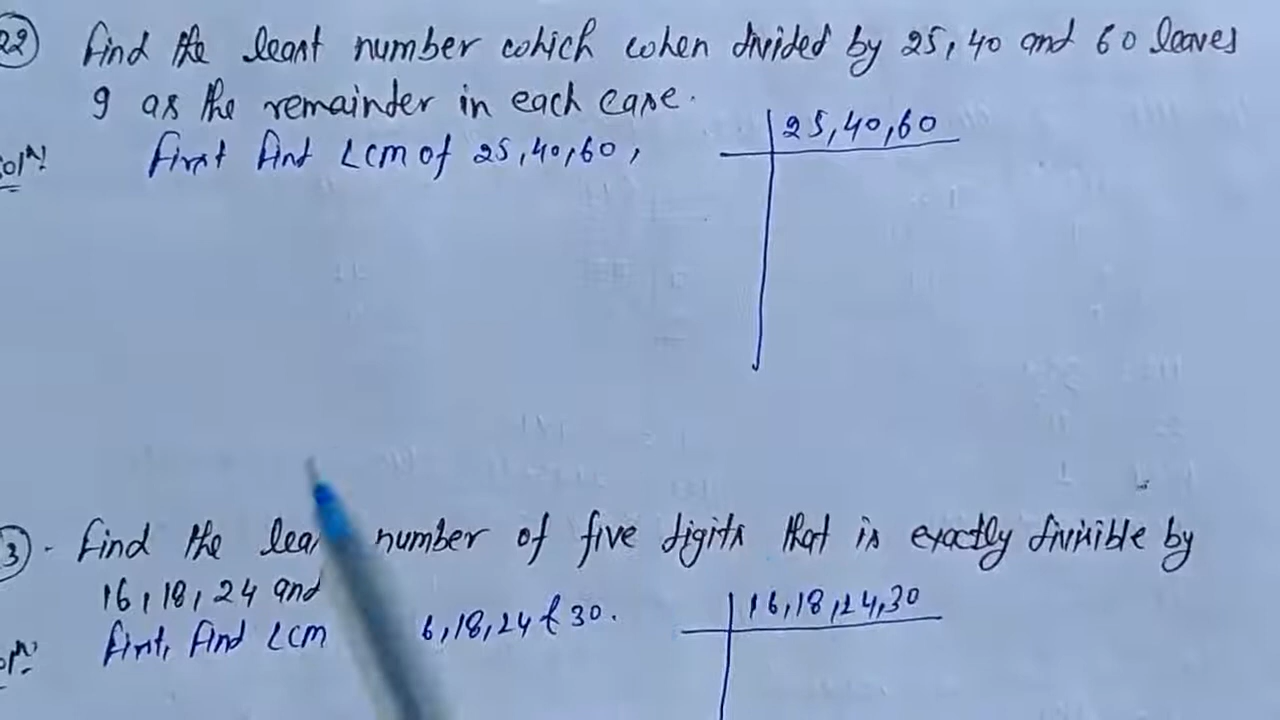 22) Find the least number which when divided by 25, 40 and 60 leaves
9 as the remainder in each case.
25, 40, 60
Solⁿ: First find LCM of 25, 40, 60,
3). Find the number of five digits that is exactly divisible by
16, 18, 24 and
16, 18, 24, 30
First, find LCM 6, 18, 24 & 30.